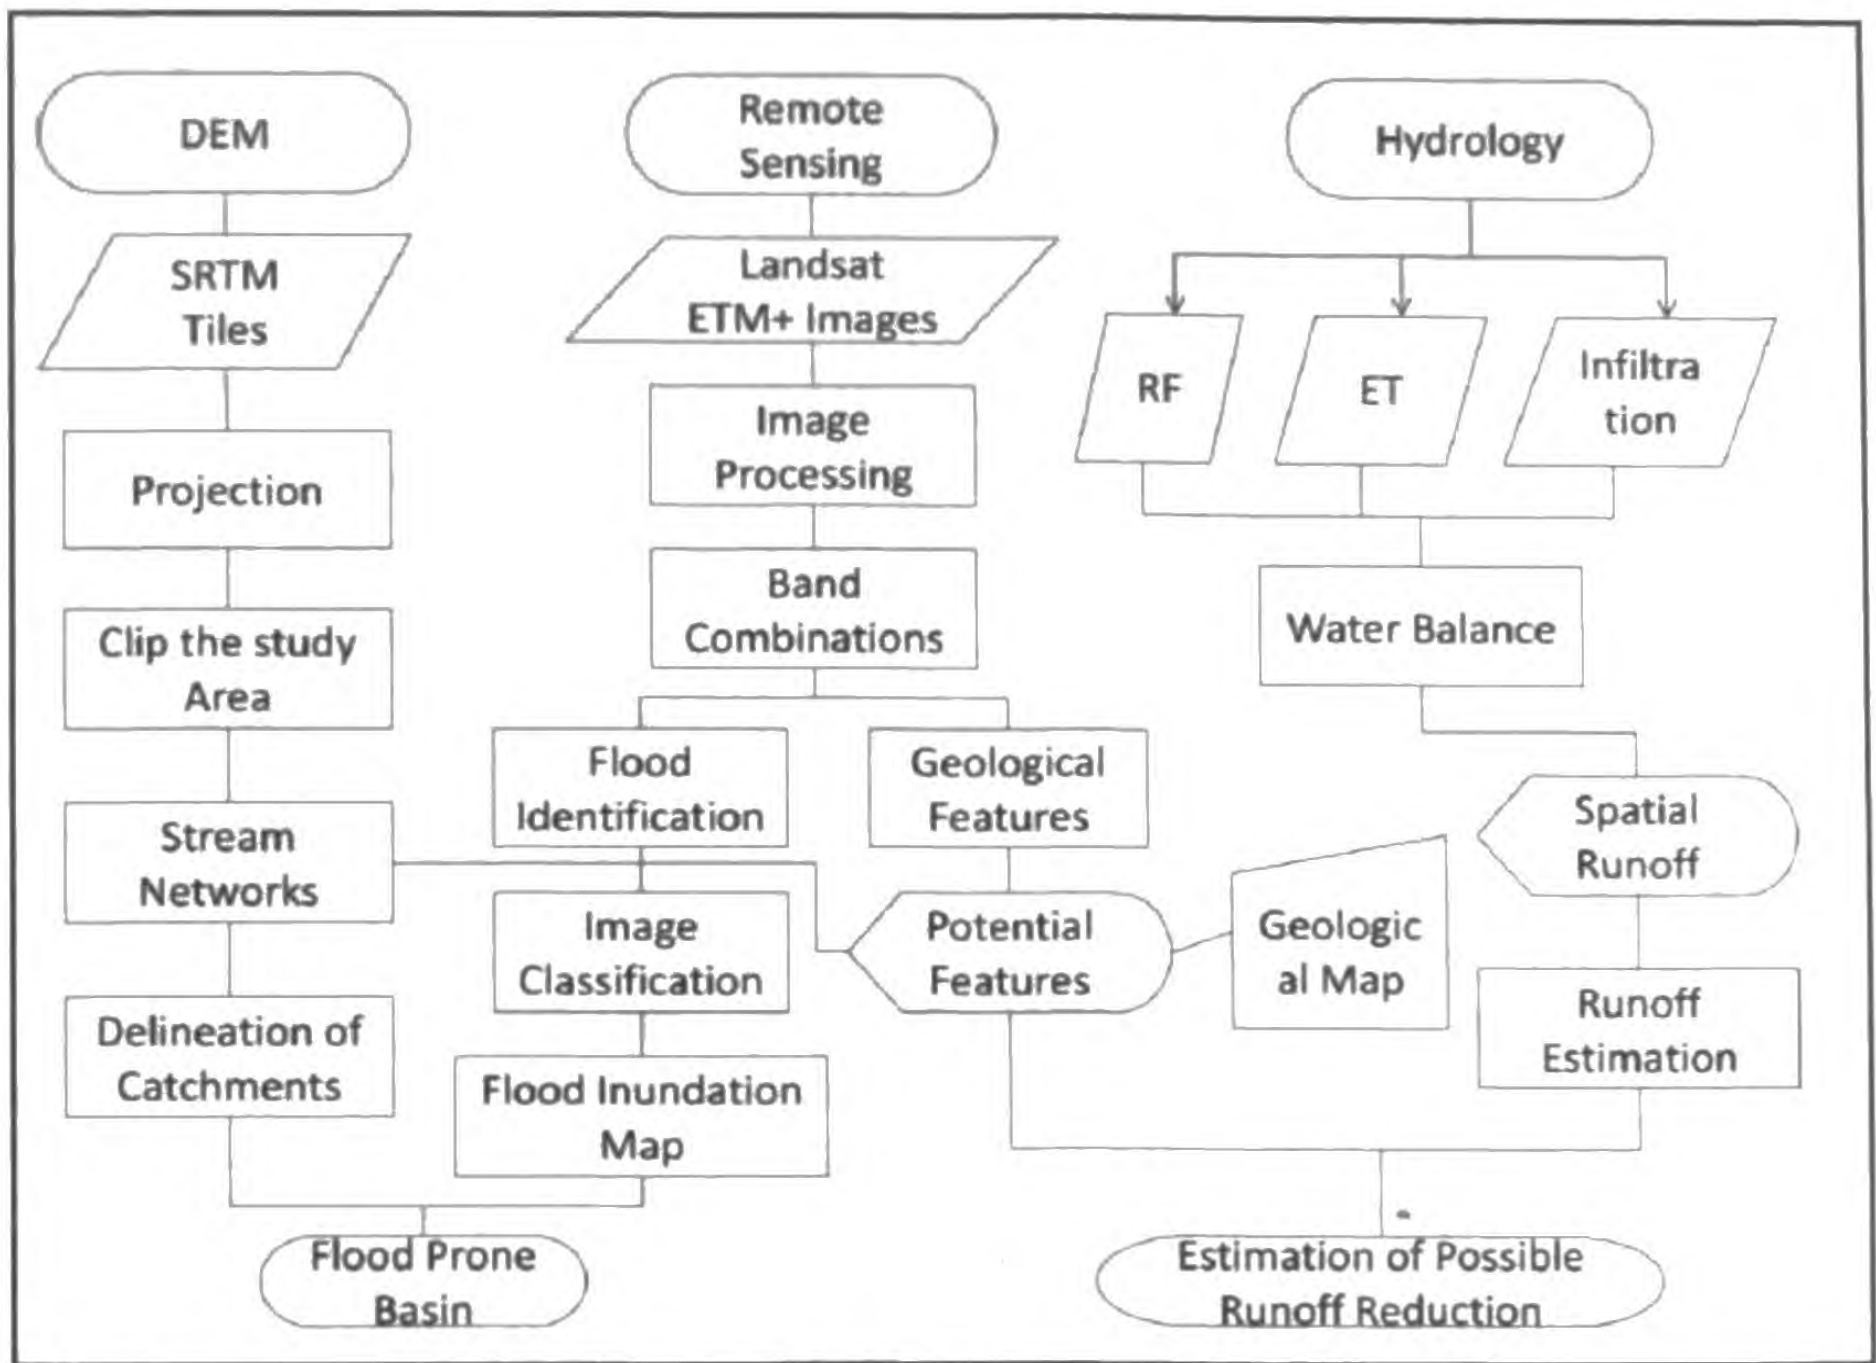 DEM
SRTM
Tiles
Projection
Clip the study
Area
Stream
Networks
Delineation of
Catchments
Remote
Sensing
Landsat
ETM+ Images
Image
Processing
Band
Combinations
Flood
Identification
Image
Classification
Flood Inundation
Map
Flood Prone
Basin
Geological
Features
Potential
Features
Geologic
al Map
Hydrology
RF
ET
Infiltra
tion
Water Balance
Spatial
Runoff
Runoff
Estimation
Estimation of Possible
Runoff Reduction